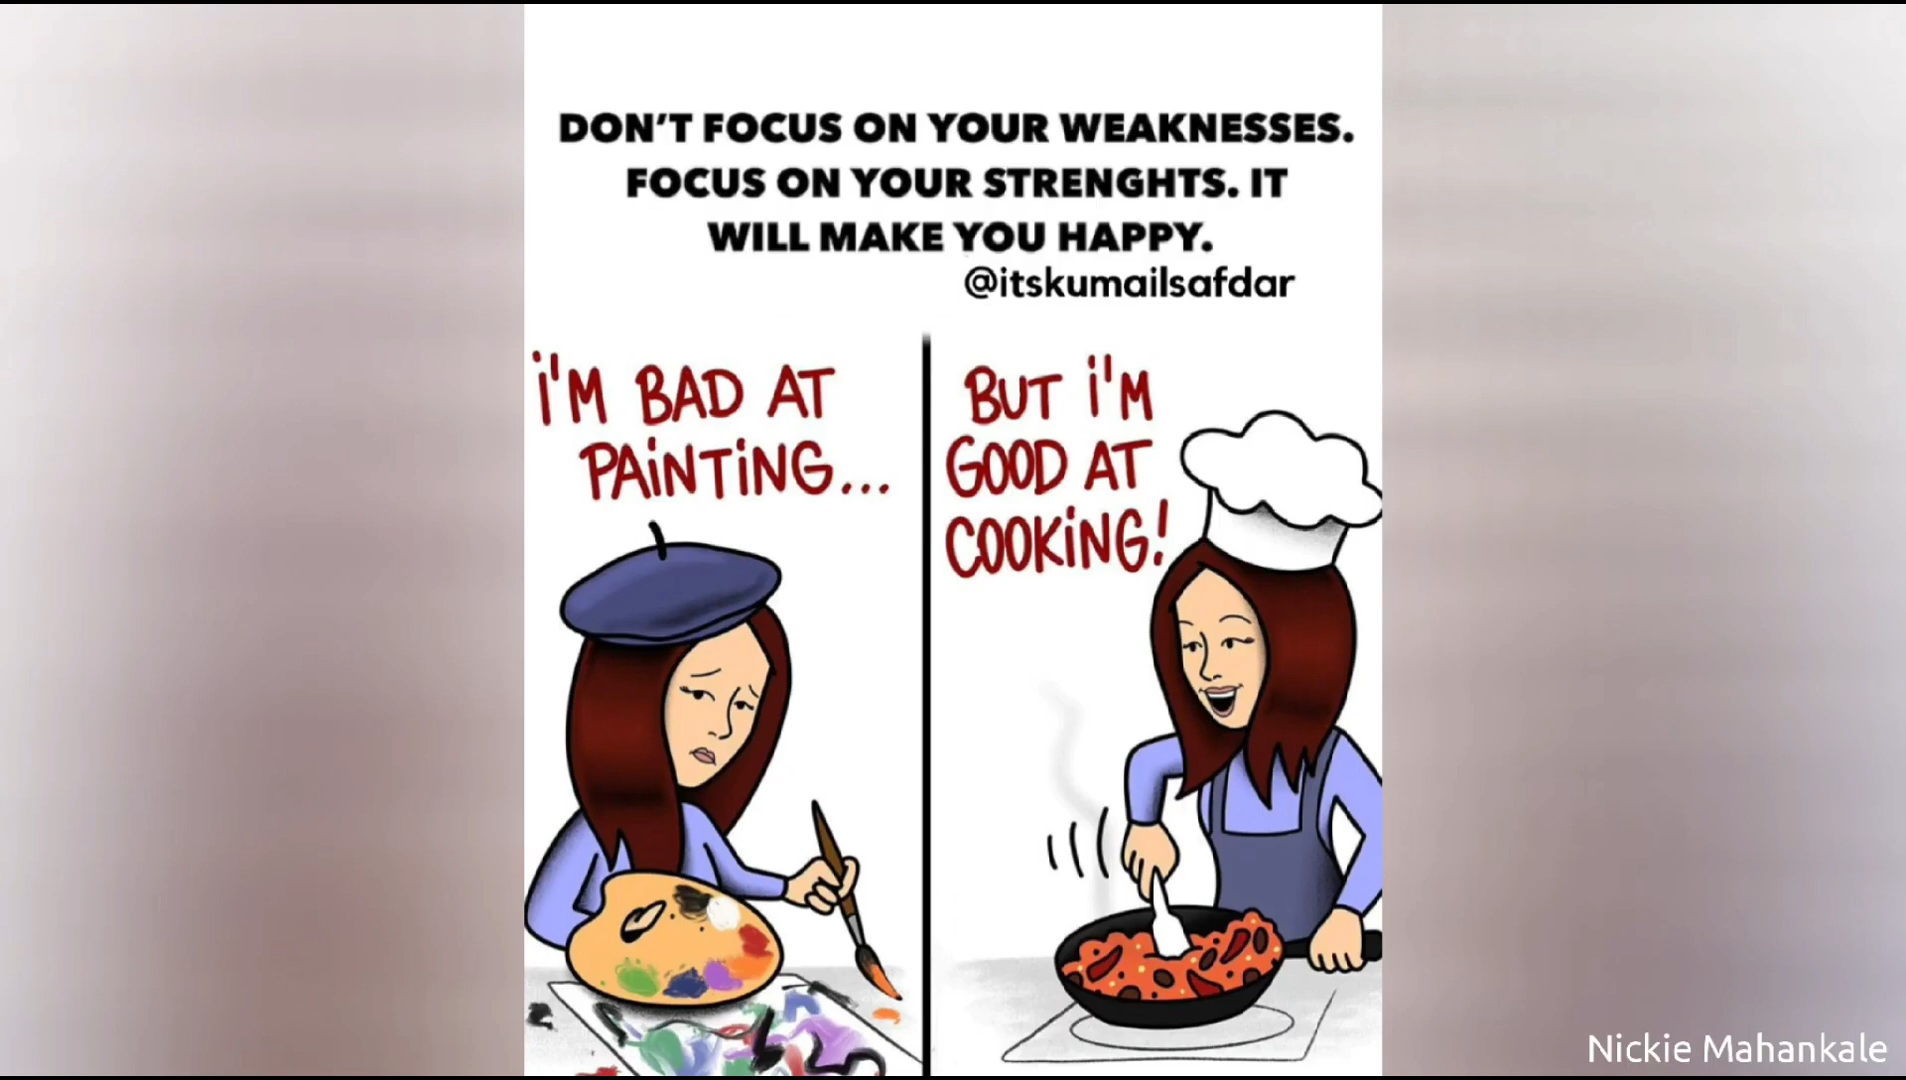 DON'T FOCUS ON YOUR WEAKNESSES.
FOCUS ON YOUR STRENGHTS. IT
WILL MAKE YOU HAPPY.
@itskumailsafdar
i'M BAD AT
PAiNTiNG...
BUT i'M
GOOD AT
COOKiNG!
Nickie Mahankale